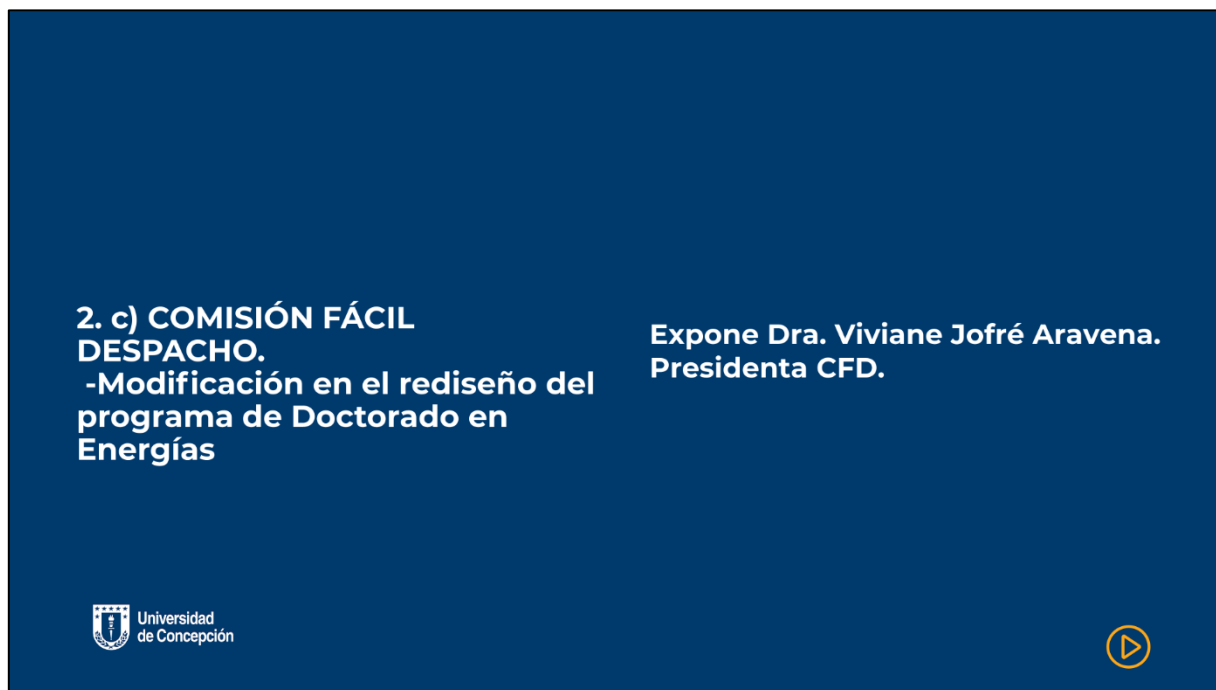 2. c) COMISIÓN FÁCIL
DESPACHO.
-Modificación en el rediseño del
programa de Doctorado en
Energías
Expone Dra. Viviane Jofré Aravena.
Presidenta CFD.
Universidad
de Concepción